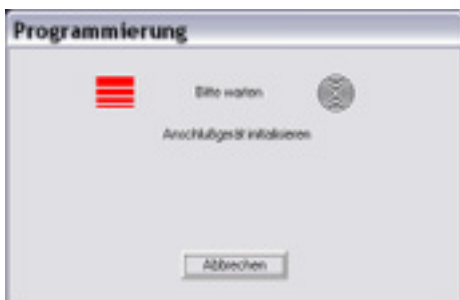 Programmierung
Bitte warten
Anschlußgerät initialisieren
Abbrechen